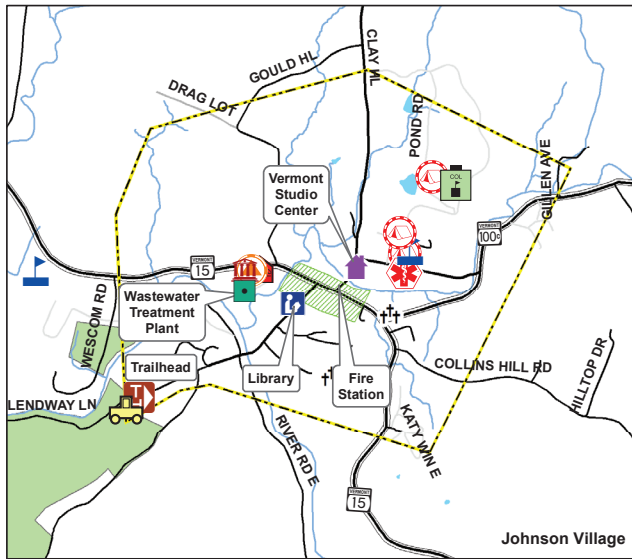 GOULD HL
CLAY HL
DRAG LOT
POND RD
GILLEN AVE
COL
Vermont
Studio
Center
VERMONT
100C
VERMONT
15
Wastewater
Treatment
Plant
WESCOM RD
Trailhead
T
Library
Fire
Station
COLLINS HILL RD
HILLTOP DR
LENDWAY LN
RIVER RD E
KATY WIN E
VERMONT
15
Johnson Village